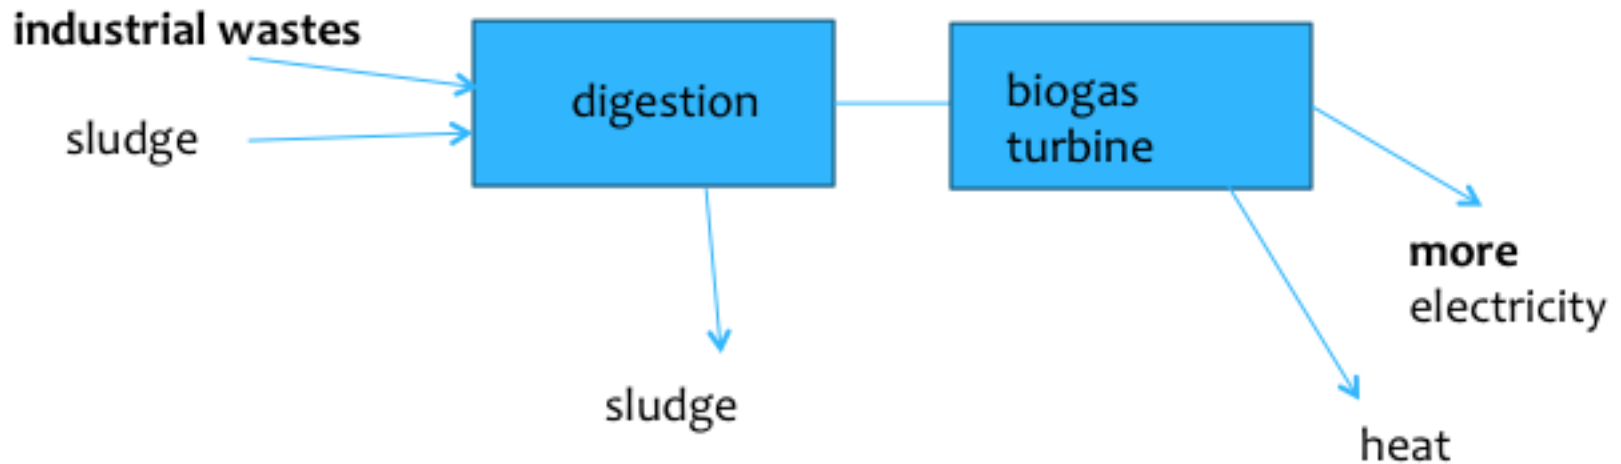 industrial wastes
sludge
digestion
biogas
turbine
more
electricity
sludge
heat